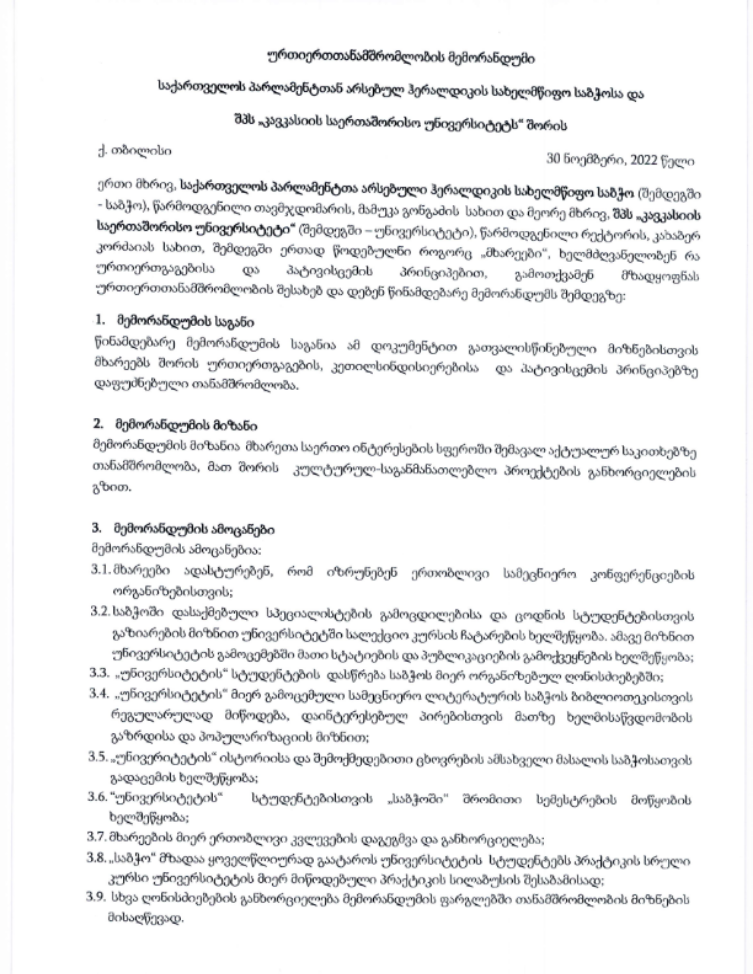 ურთიერთთანამშრომლობის მემორანდუმი
საქართველოს პარლამენტთან არსებულ ჰერალდიკის სახელმწიფო საბჭოსა და
შპს „კავკასიის საერთაშორისო უნივერსიტეტს“ შორის
ქ. თბილისი
30 ნოემბერი, 2022 წელი
ერთი მხრივ, საქართველოს პარლამენტთა არსებული ჰერალდიკის სახელმწიფო საბჭო (შემდეგში
- საბჭო), წარმოდგენილი თავმჯდომარის, მამუკა გონგაძის სახით და მეორე მხრივ, შპს „კავკასიის
საერთაშორისო უნივერსიტეტი“ (შემდეგში – უნივერსიტეტი), წარმოდგენილი რექტორის, კახაბერ
კორძაიას სახით, შემდეგში ერთად წოდებულნი როგორც „მხარეები“, ხელმძღვანელობენ რა
ურთიერთგაგებისა და პატივისცემის პრინციპებით, გამოთქვამენ მზადყოფნას
ურთიერთთანამშრომლობის შესახებ და დებენ წინამდებარე მემორანდუმს შემდეგზე:
1. მემორანდუმის საგანი
წინამდებარე მემორანდუმის საგანია ამ დოკუმენტით გათვალისწინებული მიზნებისთვის
მხარეებს შორის ურთიერთგაგების, კეთილსინდისიერებისა და პატივისცემის პრინციპებზე
დაფუძნებული თანამშრომლობა.
2. მემორანდუმის მიზანი
მემორანდუმის მიზანია მხარეთა საერთო ინტერესების სფეროში შემავალ აქტუალურ საკითხებზე
თანამშრომლობა, მათ შორის კულტურულ-საგანმანათლებლო პროექტების განხორციელების
გზით.
3. მემორანდუმის ამოცანები
მემორანდუმის ამოცანებია:
3.1. მხარეები ადასტურებენ, რომ იზრუნებენ ერთობლივი სამეცნიერო კონფერენციების
ორგანიზებისთვის;
3.2. საბჭოში დასაქმებული სპეციალისტების გამოცდილებისა და ცოდნის სტუდენტებისთვის
გაზიარების მიზნით უნივერსიტეტში სალექციო კურსის ჩატარების ხელშეწყობა. ამავე მიზნით
უნივერსიტეტის გამოცემებში მათი სტატიების და პუბლიკაციების გამოქვეყნების ხელშეწყობა;
3.3. „უნივერსიტეტის“ სტუდენტების დასწრება საბჭოს მიერ ორგანიზებულ ღონისძიებებში;
3.4. „უნივერსიტეტის“ მიერ გამოცემული სამეცნიერო ლიტერატურის საბჭოს ბიბლიოთეკისთვის
რეგულარულად მიწოდება, დაინტერესებულ პირებისთვის მათზე ხელმისაწვდომობის
გაზრდისა და პოპულარიზაციის მიზნით;
3.5. „უნივერიტეტის“ ისტორიისა და შემოქმედებითი ცხოვრების ამსახველი მასალის საბჭოსათვის
გადაცემის ხელშეწყობა;
3.6. “უნივერსიტეტის“ სტუდენტებისთვის „საბჭოში“ შრომითი სემესტრების მოწყობის
ხელშეწყობა;
3.7. მხარეების მიერ ერთობლივი კვლევების დაგეგმვა და განხორციელება;
3.8. „საბჭო“ მზადაა ყოველწლიურად გაატაროს უნივერსიტეტის სტუდენტებს პრაქტიკის სრული
კურსი უნივერსიტეტის მიერ მიწოდებული პრაქტიკის სილაბუსის შესაბამისად;
3.9. სხვა ღონისძიებების განხორციელება მემორანდუმის ფარგლებში თანამშრომლობის მიზნების
მისაღწევად.